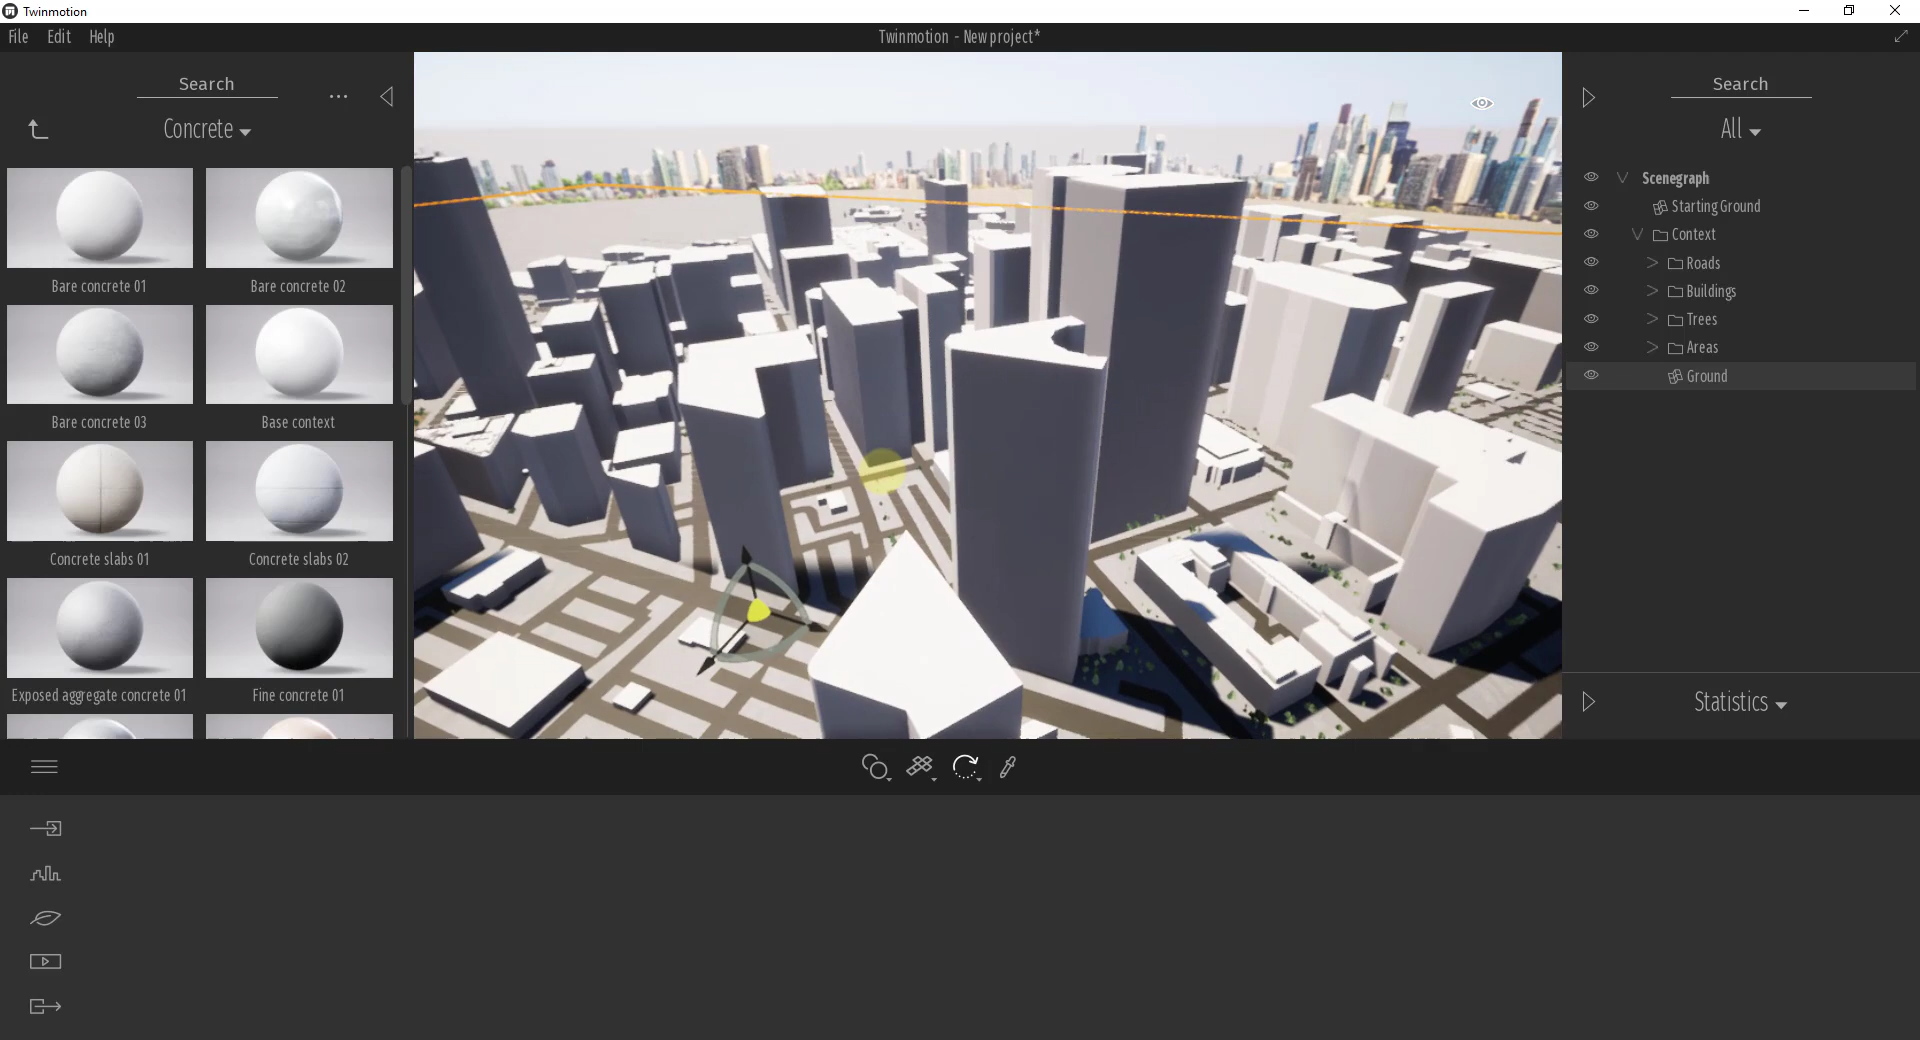 Twinmotion
File Edit Help
Twinmotion - New project*
Search
...
Concrete
Bare concrete 01
Bare concrete 02
Bare concrete 03
Base context
Concrete slabs 01
Concrete slabs 02
Exposed aggregate concrete 01
Fine concrete 01
Search
All
Scenegraph
Starting Ground
Context
Roads
Buildings
Trees
Areas
Ground
Statistics